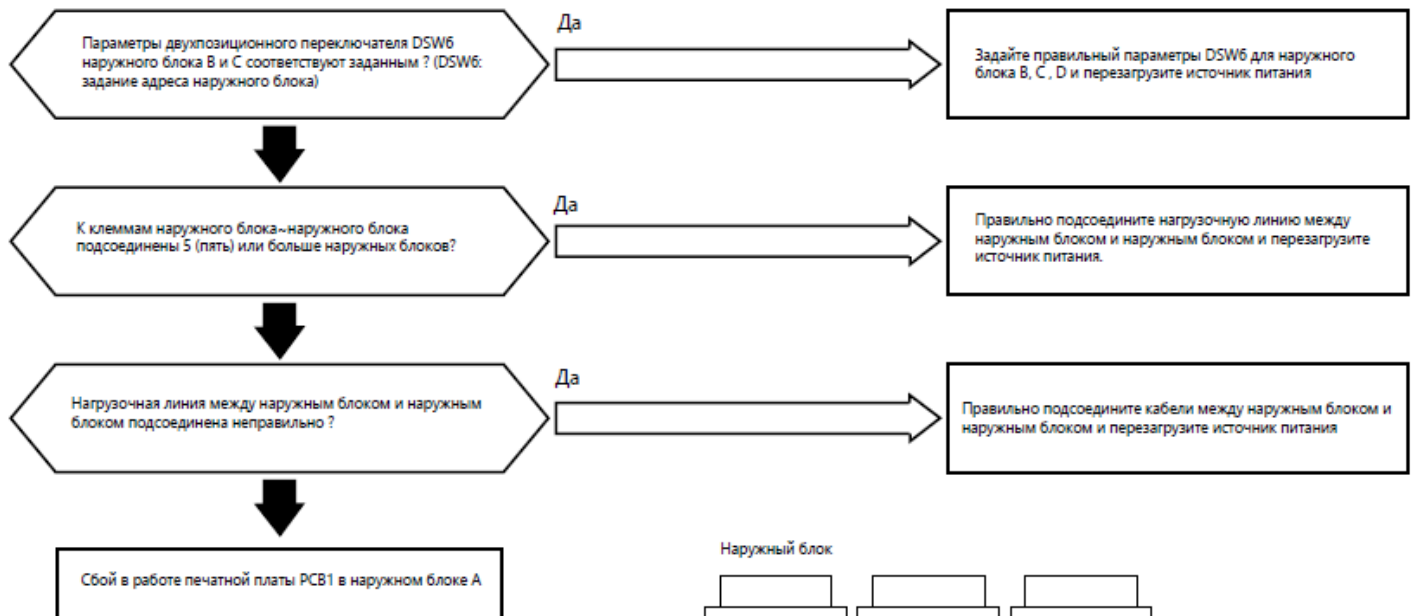 Да
Параметры двухпозиционного переключателя DSW6
наружного блока B и C соответствуют заданным ? (DSW6:
задание адреса наружного блока)
Задайте правильный параметры DSW6 для наружного
блока B, C , D и перезагрузите источник питания
Да
К клеммам наружного блока~наружного блока
подсоединены 5 (пять) или больше наружных блоков?
Правильно подсоедините нагрузочную линию между
наружным блоком и наружным блоком и перезагрузите
источник питания.
Да
Нагрузочная линия между наружным блоком и наружным
блоком подсоединена неправильно ?
Правильно подсоедините кабели между наружным блоком и
наружным блоком и перезагрузите источник питания
Наружный блок
Сбой в работе печатной платы PCB1 в наружном блоке A